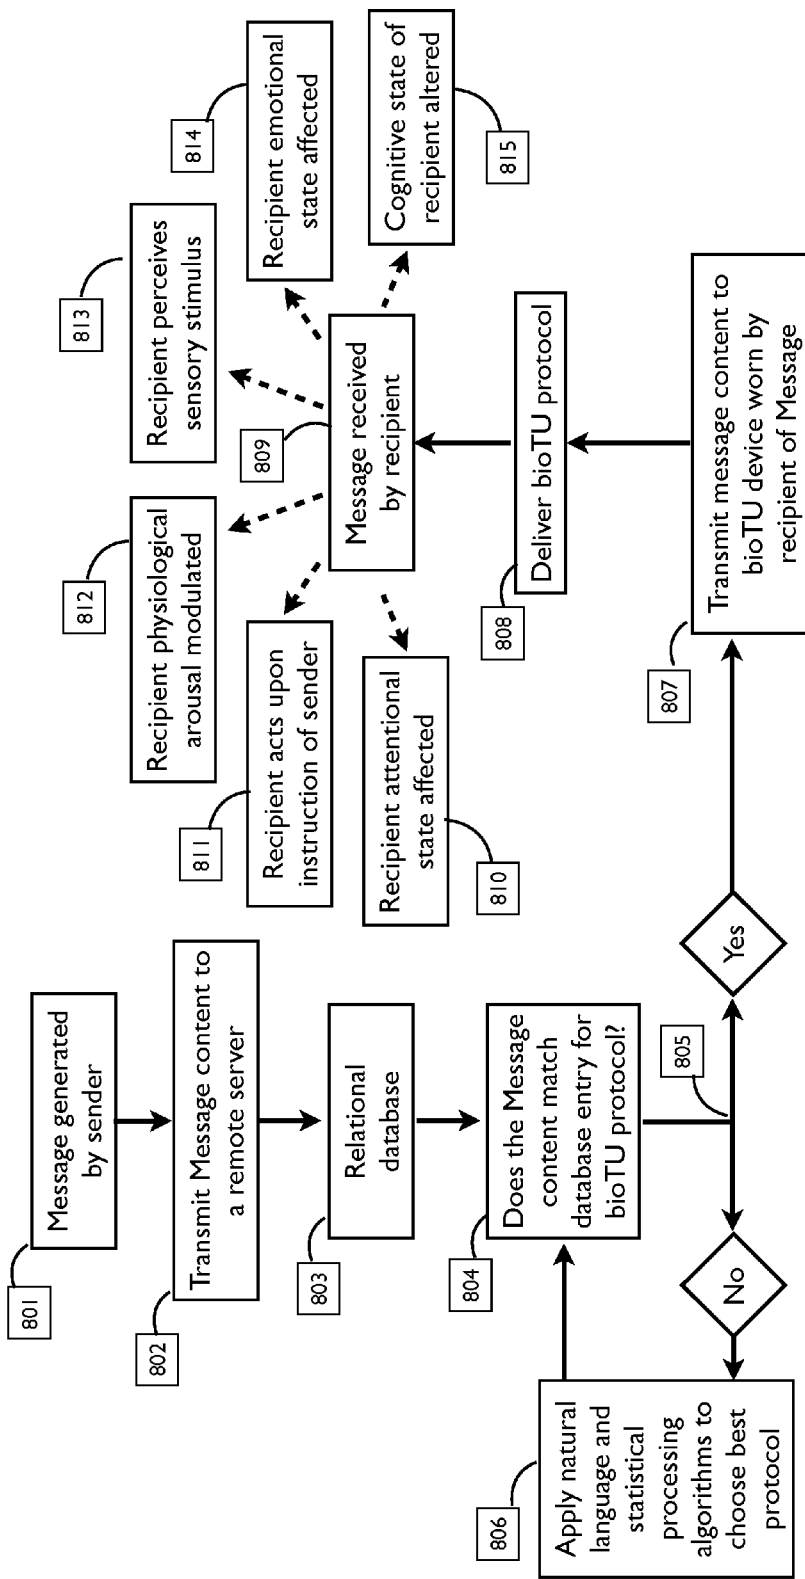 801
Message generated
by sender
802
Transmit Message content to
a remote server
803
Relational
database
804
Does the Message
content match
database entry for
bioTU protocol?
805
No
Yes
806
Apply natural
language and
statistical
processing
algorithms to
choose best
protocol
807
Transmit message content to
bioTU device worn by
recipient of Message
808
Deliver bioTU protocol
809
Message received
by recipient
810
Recipient attentional
state affected
811
Recipient acts upon
instruction of sender
812
Recipient physiological
arousal modulated
813
Recipient perceives
sensory stimulus
814
Recipient emotional
state affected
815
Cognitive state of
recipient altered